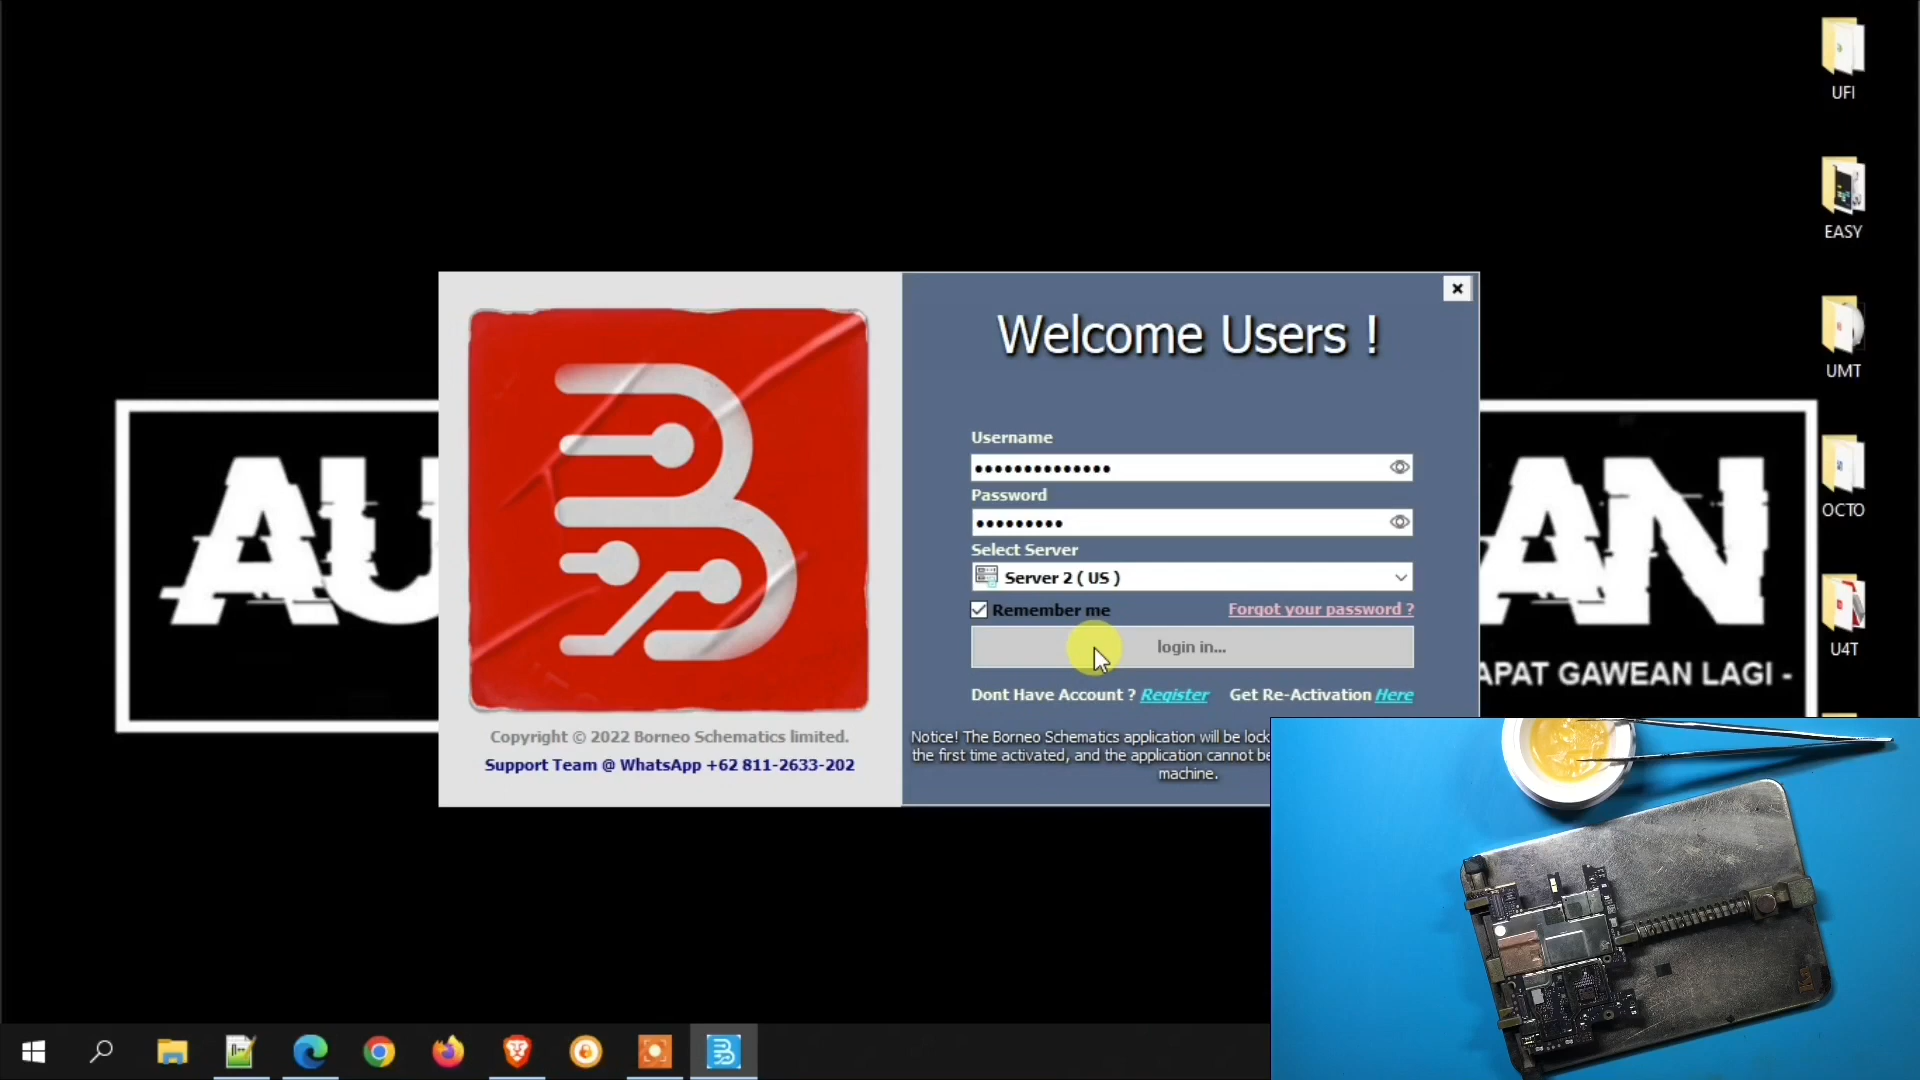 UFI
EASY
UMT
OCTO
U4T
AU
AN
APAT GAWEAN LAGI -
Welcome Users !
Username
••••••••••••••
Password
•••••••••
Select Server
Server 2 ( US )
Remember me
Forgot your password ?
login in...
Dont Have Account ? Register
Get Re-Activation Here
Notice! The Borneo Schematics application will be lock
the first time activated, and the application cannot be
machine.
Copyright © 2022 Borneo Schematics limited.
Support Team @ WhatsApp +62 811-2633-202